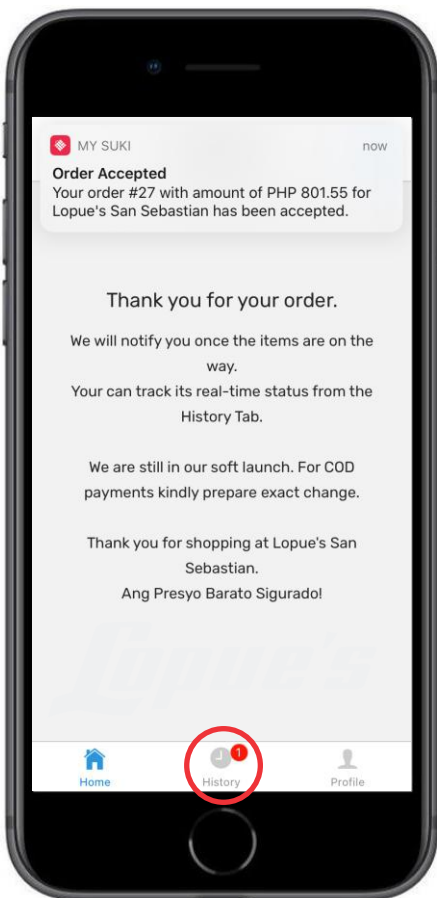 MY SUKI now
Order Accepted
Your order #27 with amount of PHP 801.55 for
Lopue's San Sebastian has been accepted.
Thank you for your order.
We will notify you once the items are on the
way.
Your can track its real-time status from the
History Tab.
We are still in our soft launch. For COD
payments kindly prepare exact change.
Thank you for shopping at Lopue's San
Sebastian.
Ang Presyo Barato Sigurado!
Lopue's
1
Home History Profile